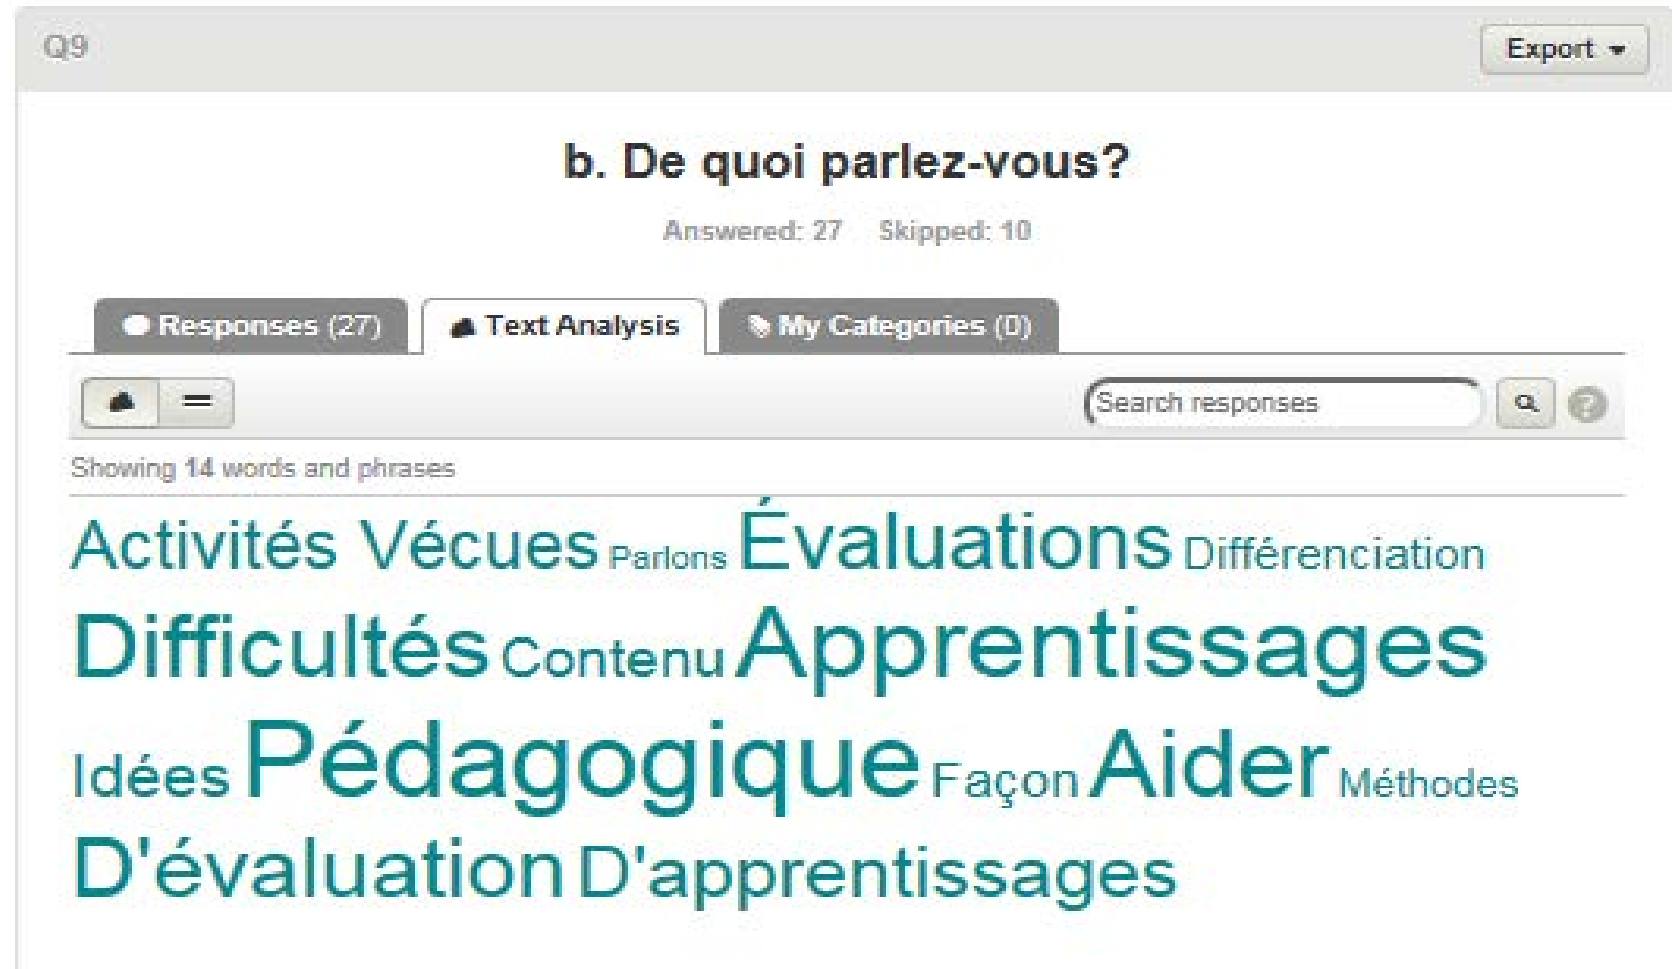 Q9 Export
b. De quoi parlez-vous?
Answered: 27 Skipped: 10
Responses (27) Text Analysis My Categories (0)
Search responses ?
Showing 14 words and phrases
Activités Vécues Parlons Évaluations Différenciation
Difficultés Contenu Apprentissages
Idées Pédagogique Façon Aider Méthodes
D'évaluation D'apprentissages